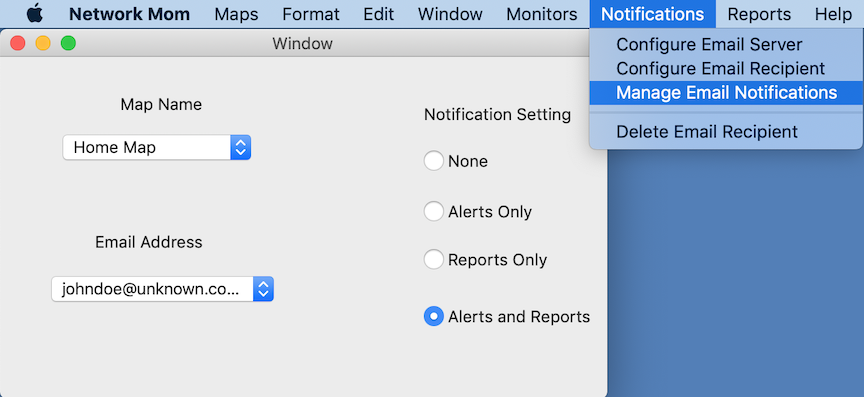 Network Mom Maps Format Edit Window Monitors Notifications Reports Help
Window
Configure Email Server
Configure Email Recipient
Manage Email Notifications
Delete Email Recipient
Map Name
Home Map
Email Address
johndoe@unknown.co...
Notification Setting
None
Alerts Only
Reports Only
Alerts and Reports